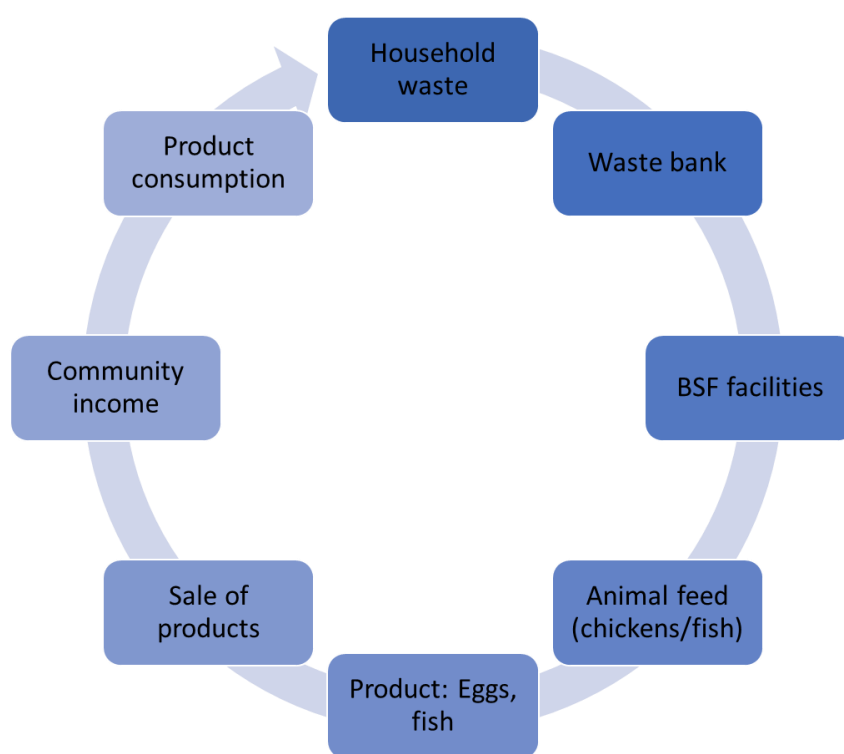 Household
waste
Waste bank
BSF facilities
Animal feed
(chickens/fish)
Product: Eggs,
fish
Sale of
products
Community
income
Product
consumption